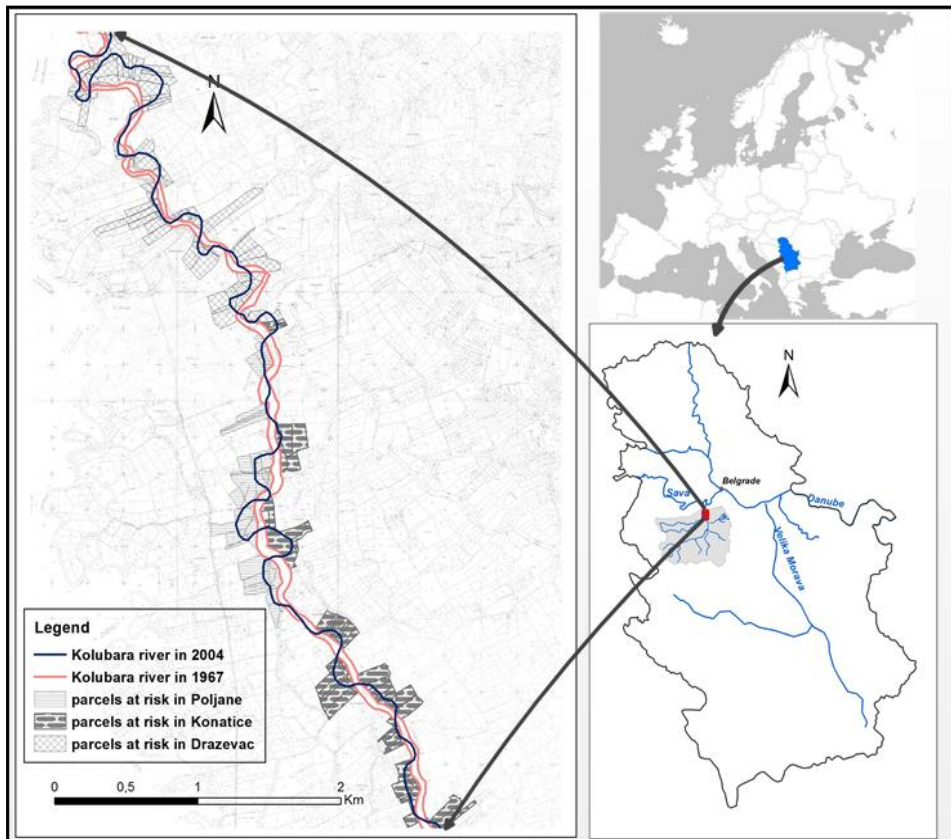 N
Legend
Kolubara river in 2004
Kolubara river in 1967
parcels at risk in Poljane
parcels at risk in Konatice
parcels at risk in Drazevac
0 0,5 1 2
Km
N
Belgrade
Sava
Danube
Velika Morava